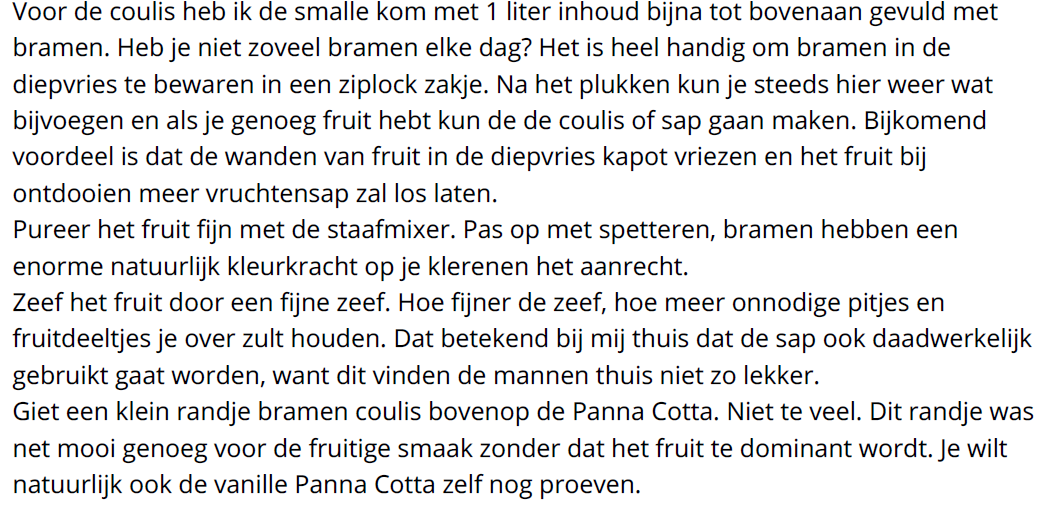 Voor de coulis heb ik de smalle kom met 1 liter inhoud bijna tot bovenaan gevuld met
bramen. Heb je niet zoveel bramen elke dag? Het is heel handig om bramen in de
diepvries te bewaren in een ziplock zakje. Na het plukken kun je steeds hier weer wat
bijvoegen en als je genoeg fruit hebt kun de de coulis of sap gaan maken. Bijkomend
voordeel is dat de wanden van fruit in de diepvries kapot vriezen en het fruit bij
ontdooien meer vruchtensap zal los laten.
Pureer het fruit fijn met de staafmixer. Pas op met spetteren, bramen hebben een
enorme natuurlijk kleurkracht op je klerenen het aanrecht.
Zeef het fruit door een fijne zeef. Hoe fijner de zeef, hoe meer onnodige pitjes en
fruitdeeltjes je over zult houden. Dat betekend bij mij thuis dat de sap ook daadwerkelijk
gebruikt gaat worden, want dit vinden de mannen thuis niet zo lekker.
Giet een klein randje bramen coulis bovenop de Panna Cotta. Niet te veel. Dit randje was
net mooi genoeg voor de fruitige smaak zonder dat het fruit te dominant wordt. Je wilt
natuurlijk ook de vanille Panna Cotta zelf nog proeven.